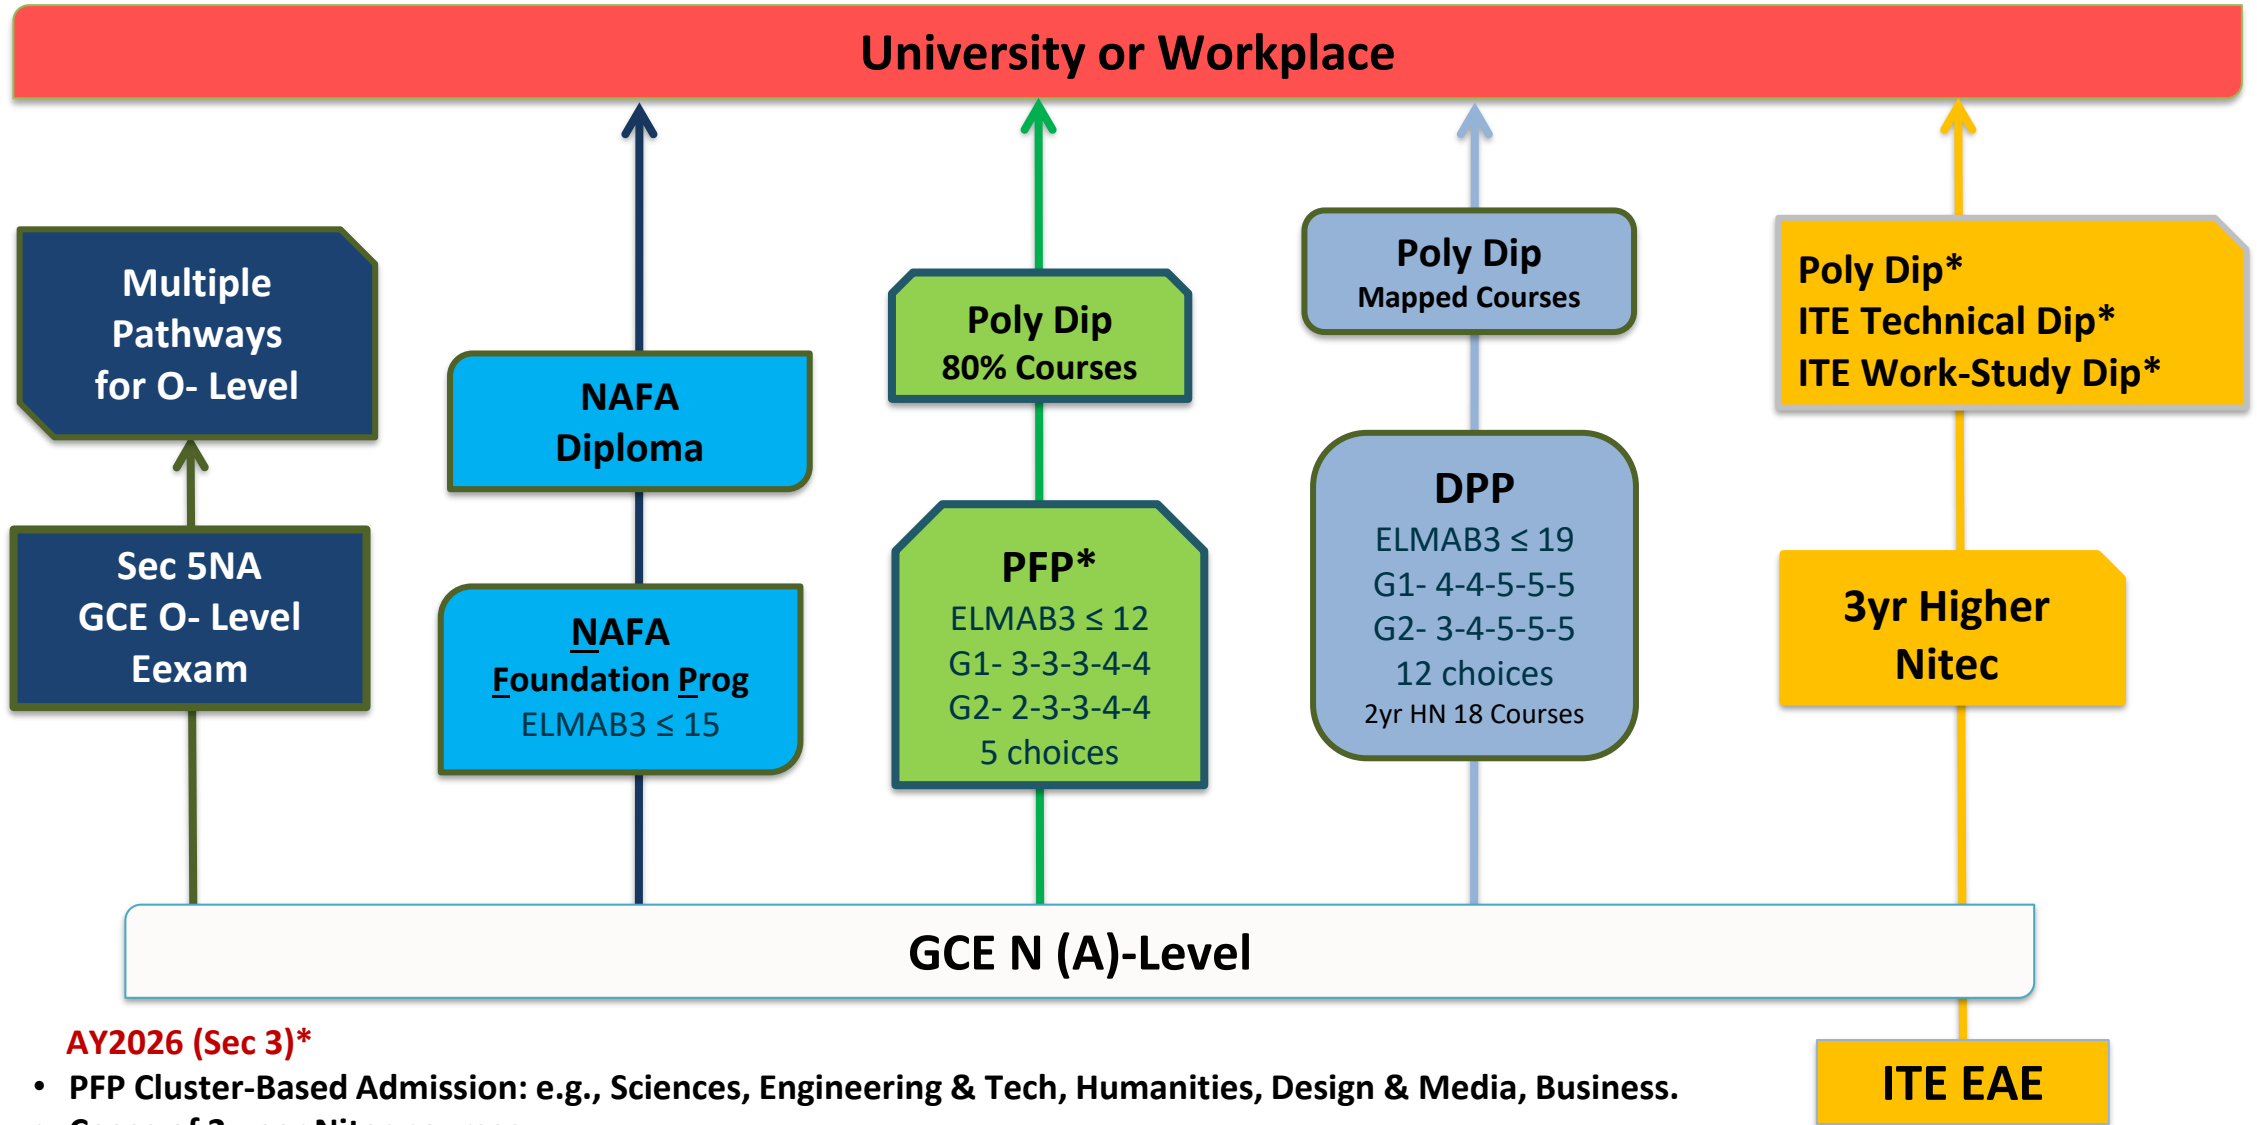 University or Workplace
Multiple
Pathways
for O- Level
Sec 5NA
GCE O- Level
Eexam
NAFA
Diploma
NAFA
Foundation Prog
ELMAB3 ≤ 15
Poly Dip
80% Courses
PFP*
ELMAB3 ≤ 12
G1- 3-3-3-4-4
G2- 2-3-3-4-4
5 choices
Poly Dip
Mapped Courses
DPP
ELMAB3 ≤ 19
G1- 4-4-5-5-5
G2- 3-4-5-5-5
12 choices
2yr HN 18 Courses
Poly Dip*
ITE Technical Dip*
ITE Work-Study Dip*
3yr Higher
Nitec
GCE N (A)-Level
ITE EAE
AY2026 (Sec 3)*
• PFP Cluster-Based Admission: e.g., Sciences, Engineering & Tech, Humanities, Design & Media, Business.